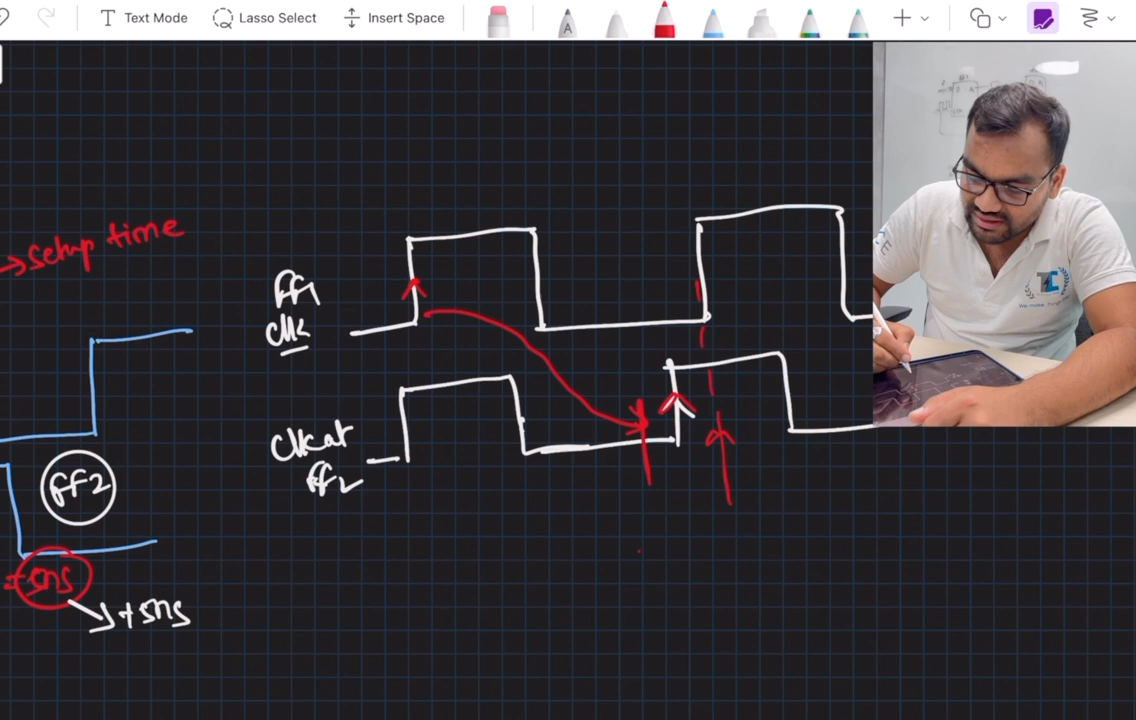 Text Mode Lasso Select Insert Space
A
→ Setup time
ff1
clk
clk at
ff2
FF2
+5ns
+5ns